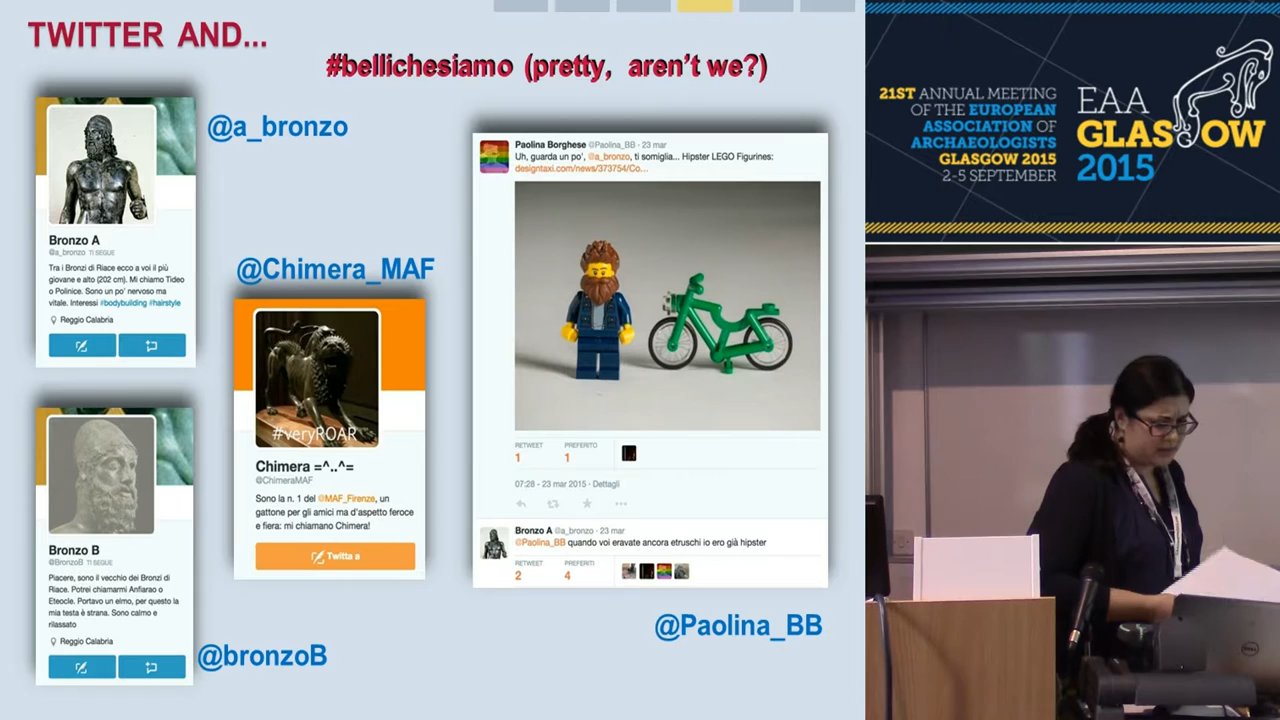 TWITTER AND...
#bellichesiamo (pretty, aren't we?)
@a_bronzo
Bronzo A
@a_bronzo TI SEGUE
Tra i Bronzi di Riace ecco a voi il più
giovane e alto (202 cm). Mi chiamo Tideo
o Polinice. Sono un po' nervoso ma
vitale. Interessi #bodybuilding #hairstyle
Reggio Calabria
@Chimera_MAF
#veryROAR
Chimera =^..^=
@ChimeraMAF
Sono la n. 1 del @MAF_Firenze, un
gattone per gli amici ma d'aspetto feroce
e fiera: mi chiamano Chimera!
Twitta a
Bronzo B
@BronzoB TI SEGUE
Piacere, sono il vecchio dei Bronzi di
Riace. Potrei chiamarmi Anfiarao o
Eteocle. Portavo un elmo, per questo la
mia testa è strana. Sono calmo e
rilassato
Reggio Calabria
@bronzoB
Paolina Borghese @Paolina_BB · 23 mar
Uh, guarda un po', @a_bronzo, ti somiglia... Hipster LEGO Figurines:
designtaxi.com/news/373754/Co...
RETWEET
1
PREFERITO
1
07:28 - 23 mar 2015 · Dettagli
Bronzo A @a_bronzo · 23 mar
@Paolina_BB quando voi eravate ancora etruschi io ero già hipster
RETWEET
2
PREFERITI
4
@Paolina_BB
21ST ANNUAL MEETING
OF THE EUROPEAN
ASSOCIATION OF
ARCHAEOLOGISTS
GLASGOW 2015
2-5 SEPTEMBER
EAA
GLASGOW
2015
DELL